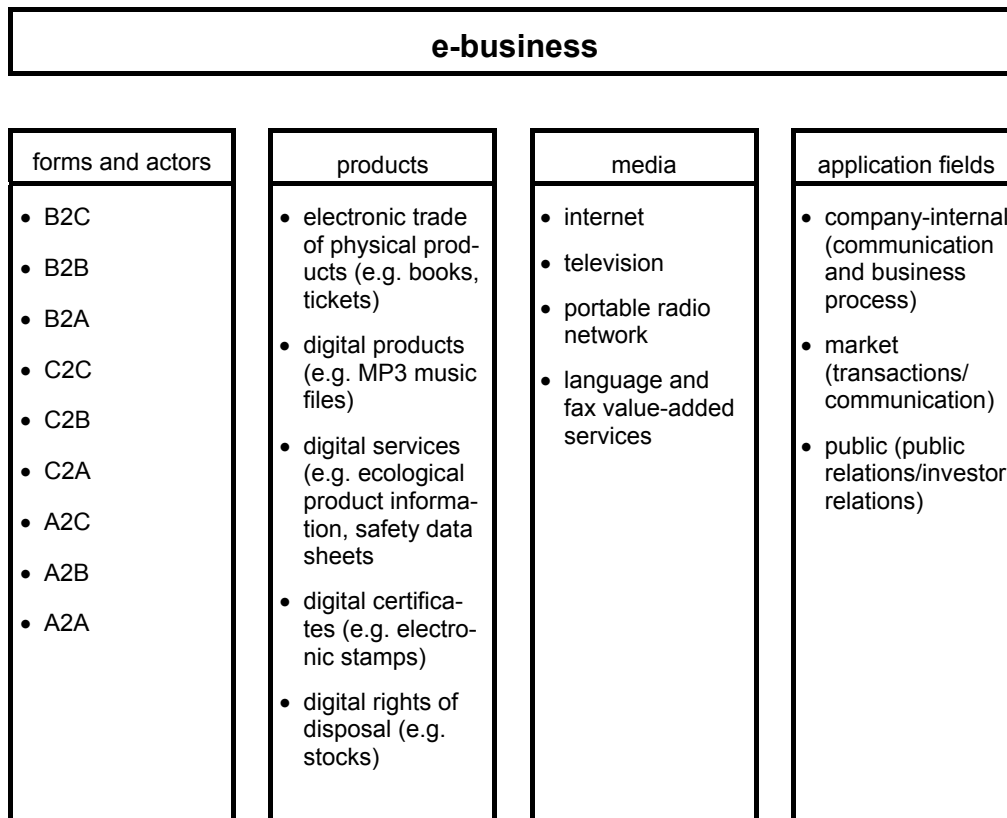 e-business
forms and actors
• B2C
• B2B
• B2A
• C2C
• C2B
• C2A
• A2C
• A2B
• A2A
products
• electronic trade
of physical prod-
ucts (e.g. books,
tickets)
• digital products
(e.g. MP3 music
files)
• digital services
(e.g. ecological
product informa-
tion, safety data
sheets
• digital certifica-
tes (e.g. electro-
nic stamps)
• digital rights of
disposal (e.g.
stocks)
media
• internet
• television
• portable radio
network
• language and
fax value-added
services
application fields
• company-internal
(communication
and business
process)
• market
(transactions/
communication)
• public (public
relations/investor
relations)